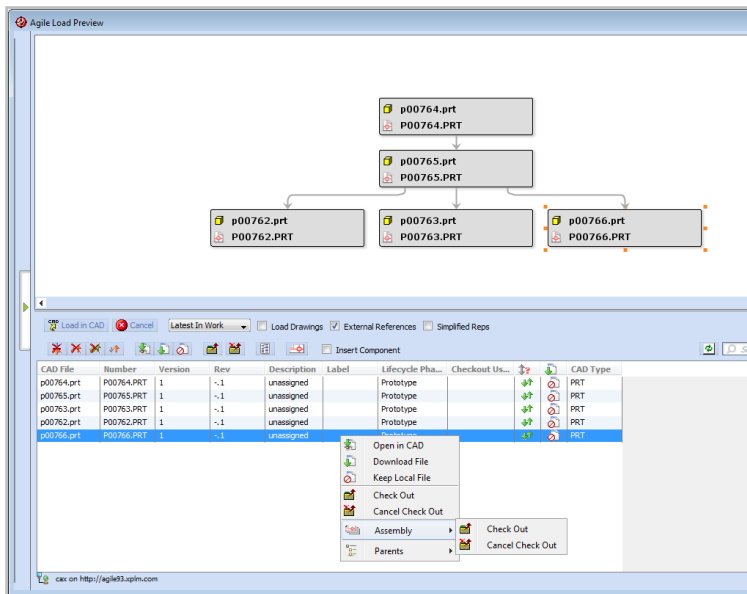 Agile Load Preview
p00764.prt
P00764.PRT
p00765.prt
P00765.PRT
p00762.prt p00763.prt p00766.prt
P00762.PRT P00763.PRT P00766.PRT
Load in CAD Cancel Latest In Work Load Drawings External References Simplified Reps
Insert Component
CAD File Number Version Rev Description Label Lifecycle Pha... Checkout Us... CAD Type
p00764.prt P00764.PRT 1 -.1 unassigned Prototype PRT
p00765.prt P00765.PRT 1 -.1 unassigned Prototype PRT
p00763.prt P00763.PRT 1 -.1 unassigned Prototype PRT
p00762.prt P00762.PRT 1 -.1 unassigned Prototype PRT
p00766.prt P00766.PRT 1 -.1 unassigned Prototype PRT
Open in CAD
Download File
Keep Local File
Check Out
Cancel Check Out
Assembly Check Out
Cancel Check Out
Parents
cax on http://agile93.xplm.com